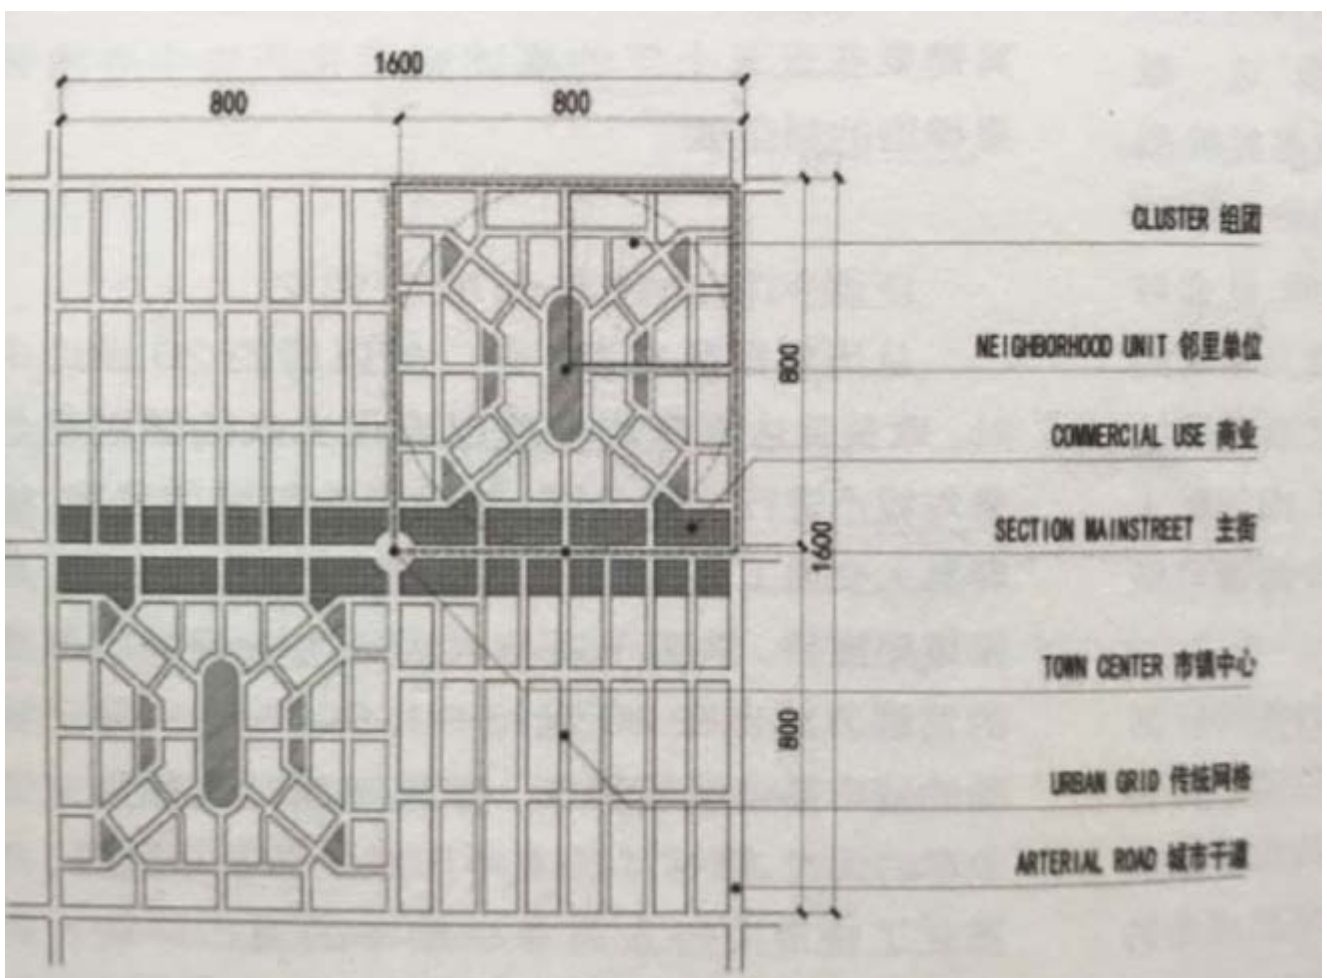 1600
800 800
CLUSTER 组团
NEIGHBORHOOD UNIT 邻里单位
800
COMMERCIAL USE 商业
SECTION MAINSTREET 主街
1600
TOWN CENTER 市镇中心
800
URBAN GRID 传统网格
ARTERIAL ROAD 城市干道